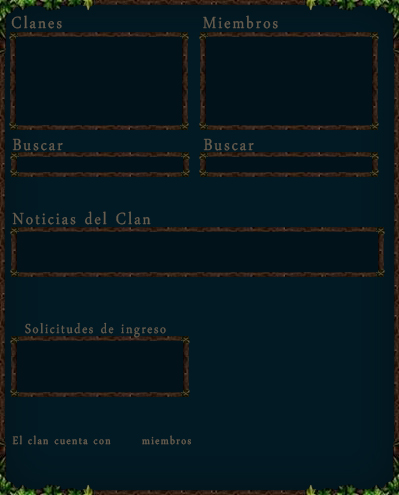 Clanes
Miembros
Buscar
Buscar
Noticias del Clan
Solicitudes de ingreso
El clan cuenta con miembros